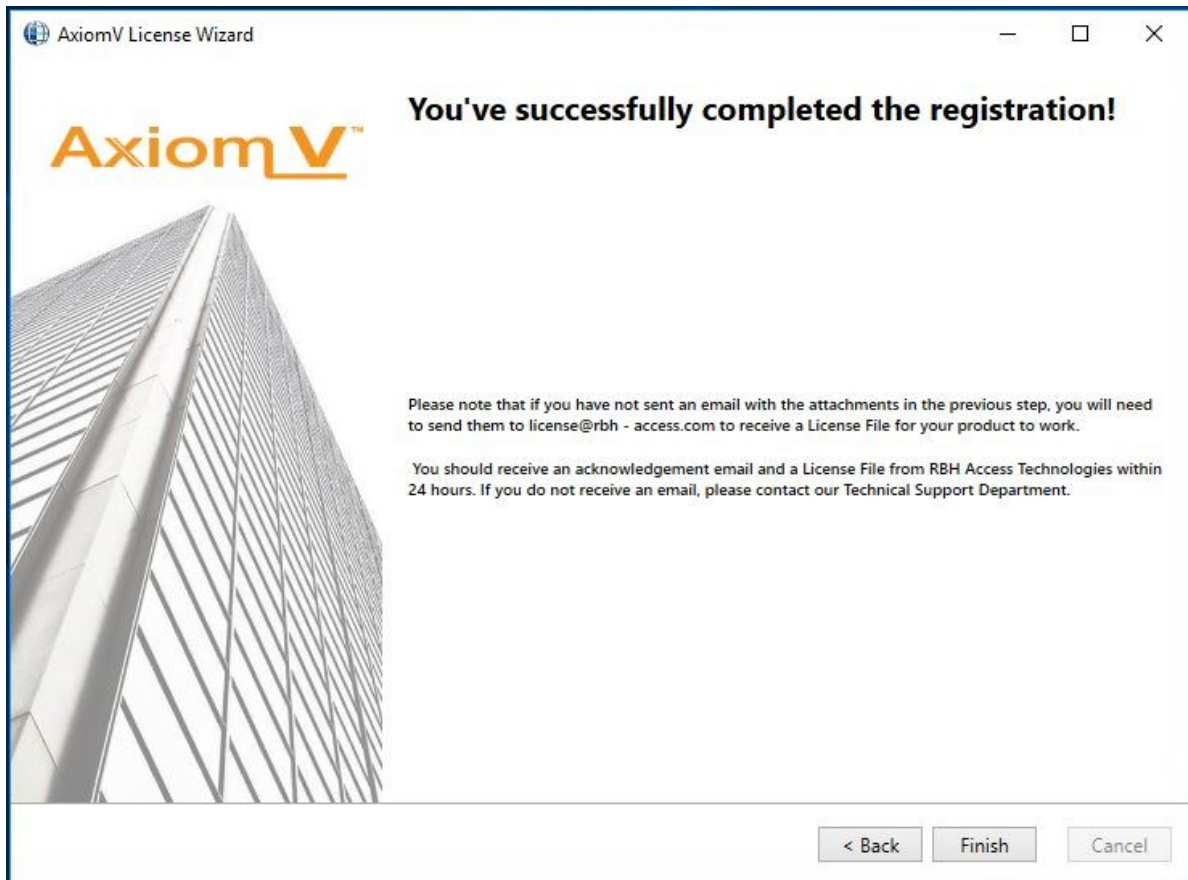 AxiomV License Wizard
You've successfully completed the registration!
Axiom V™
Please note that if you have not sent an email with the attachments in the previous step, you will need
to send them to license@rbh - access.com to receive a License File for your product to work.
You should receive an acknowledgement email and a License File from RBH Access Technologies within
24 hours. If you do not receive an email, please contact our Technical Support Department.
< Back
Finish
Cancel